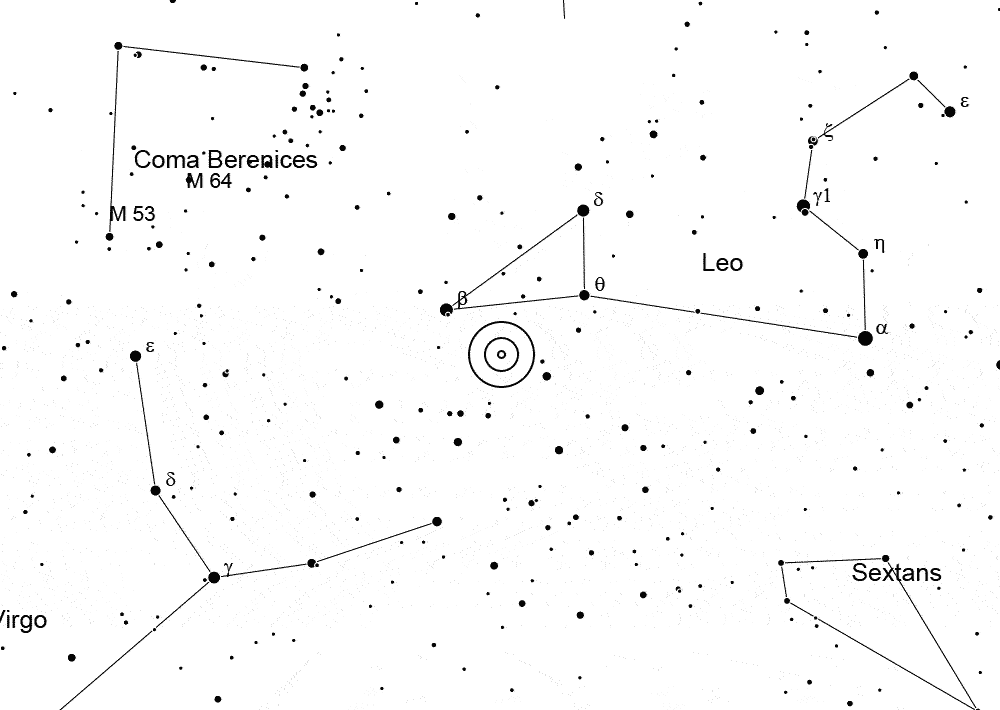 ε
ζ
Coma Berenices
M 64
γ1
δ
M 53
η
Leo
θ
β
α
ε
δ
γ
Sextans
Virgo